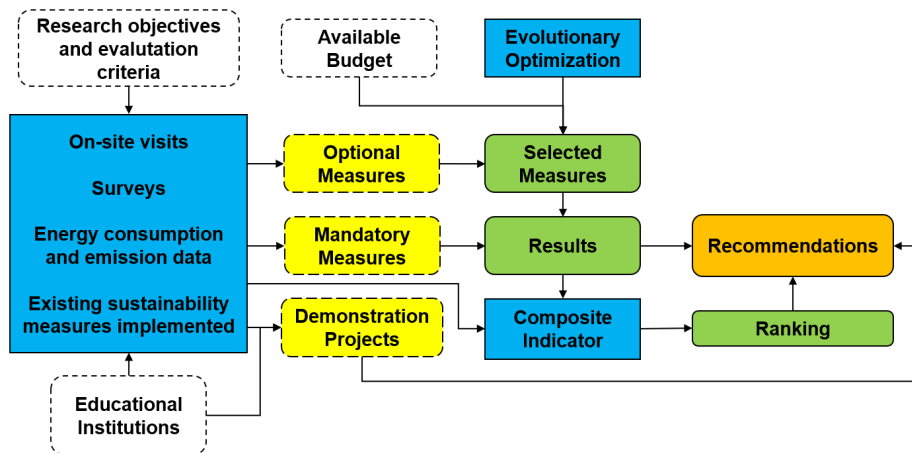 Research objectives
and evalutation
criteria
Available
Budget
Evolutionary
Optimization
On-site visits
Surveys
Energy consumption
and emission data
Existing sustainability
measures implemented
Optional
Measures
Selected
Measures
Mandatory
Measures
Results
Recommendations
Demonstration
Projects
Composite
Indicator
Ranking
Educational
Institutions